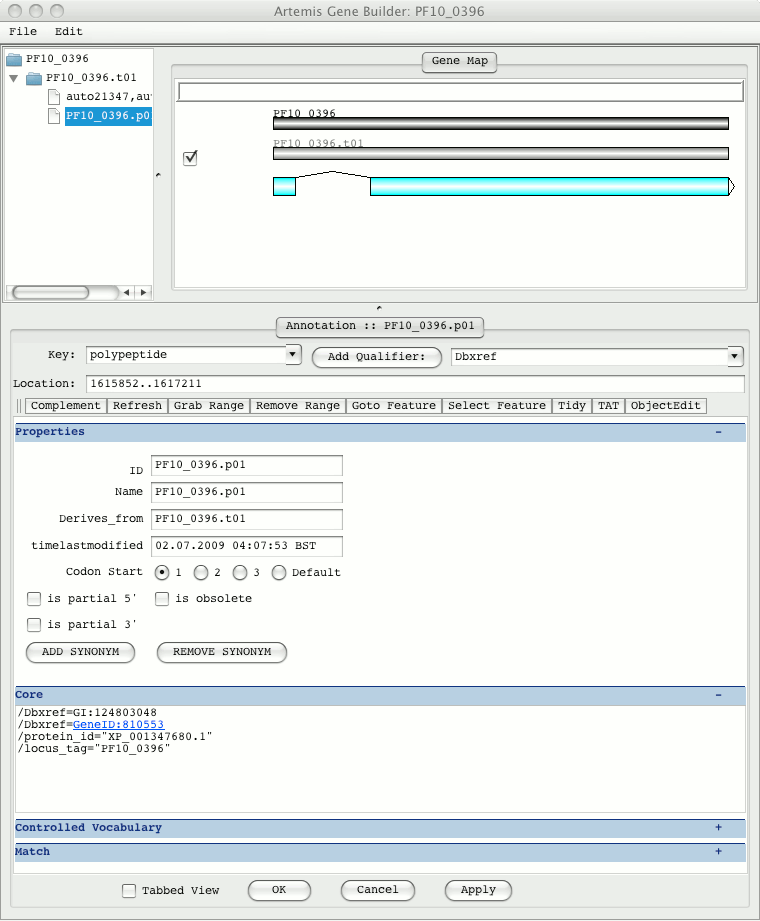 Artemis Gene Builder: PF10_0396
File Edit
PF10_0396
PF10_0396.t01
auto21347,au
PF10_0396.p0
Gene Map
PF10_0396
PF10_0396.t01
Annotation :: PF10_0396.p01
Key: polypeptide Add Qualifier: Dbxref
Location: 1615852..1617211
Complement Refresh Grab Range Remove Range Goto Feature Select Feature Tidy TAT ObjectEdit
Properties -
ID PF10_0396.p01
Name PF10_0396.p01
Derives_from PF10_0396.t01
timelastmodified 02.07.2009 04:07:53 BST
Codon Start 1 2 3 Default
is partial 5' is obsolete
is partial 3'
ADD SYNONYM REMOVE SYNONYM
Core -
/Dbxref=GI:124803048
/Dbxref=GeneID:810553
/protein_id="XP_001347680.1"
/locus_tag="PF10_0396"
Controlled Vocabulary +
Match +
Tabbed View OK Cancel Apply